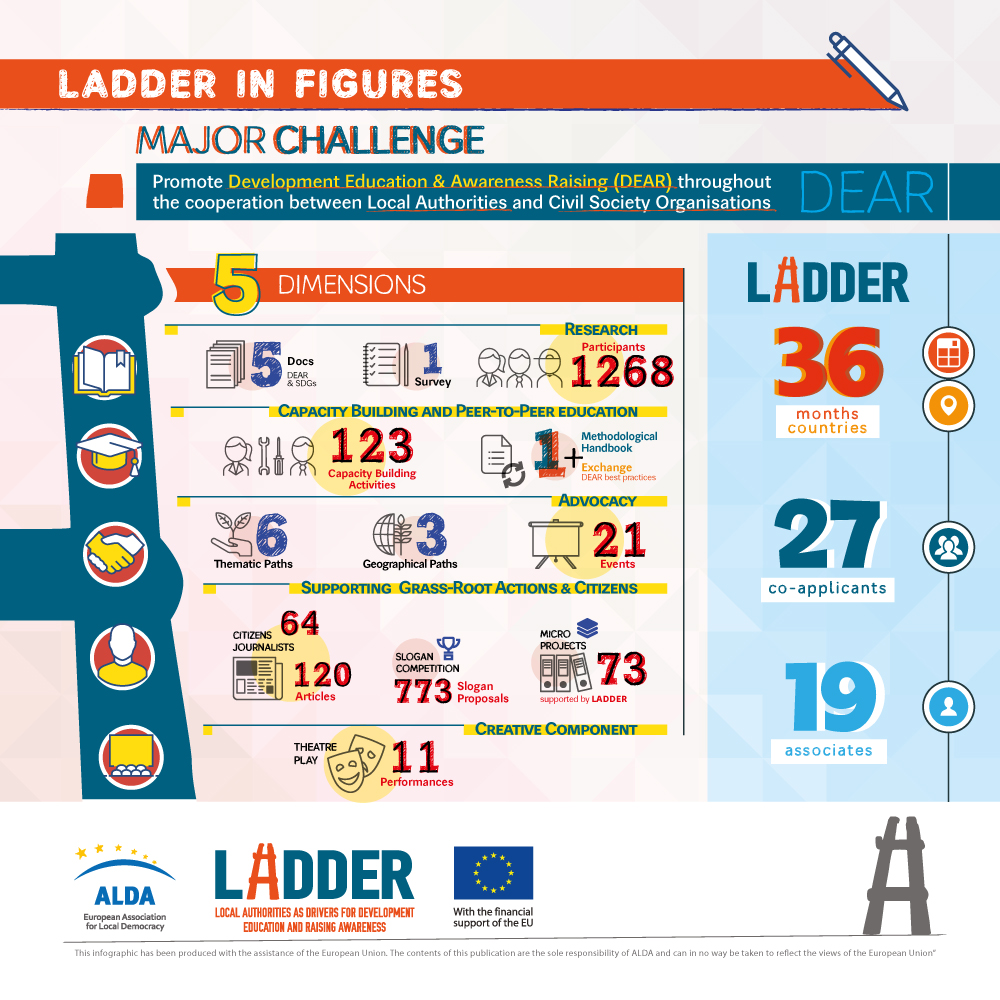 LADDER IN FIGURES
MAJOR CHALLENGE
Promote Development Education & Awareness Raising (DEAR) throughout
the cooperation between Local Authorities and Civil Society Organisations
DEAR
5 DIMENSIONS
RESEARCH
5 Docs
DEAR
& SDGs
1
Survey
Participants
1268
CAPACITY BUILDING AND PEER-TO-PEER EDUCATION
123
Capacity Building
Activities
1+
Methodological
Handbook
Exchange
DEAR best practices
ADVOCACY
6
Thematic Paths
3
Geographical Paths
21
Events
SUPPORTING GRASS-ROOT ACTIONS & CITIZENS
CITIZENS
JOURNALISTS
64
120
Articles
SLOGAN
COMPETITION
773 Slogan
Proposals
MICRO
PROJECTS
73
supported by LADDER
CREATIVE COMPONENT
THEATRE
PLAY
11
Performances
LADDER
36
months
countries
27
co-applicants
19
associates
ALDA
European Association
for Local Democracy
LADDER
LOCAL AUTHORITIES AS DRIVERS FOR DEVELOPMENT
EDUCATION AND RAISING AWARENESS
With the financial
support of the EU
This infographic has been produced with the assistance of the European Union. The contents of this publication are the sole responsibility of ALDA and can in no way be taken to reflect the views of the European Union"